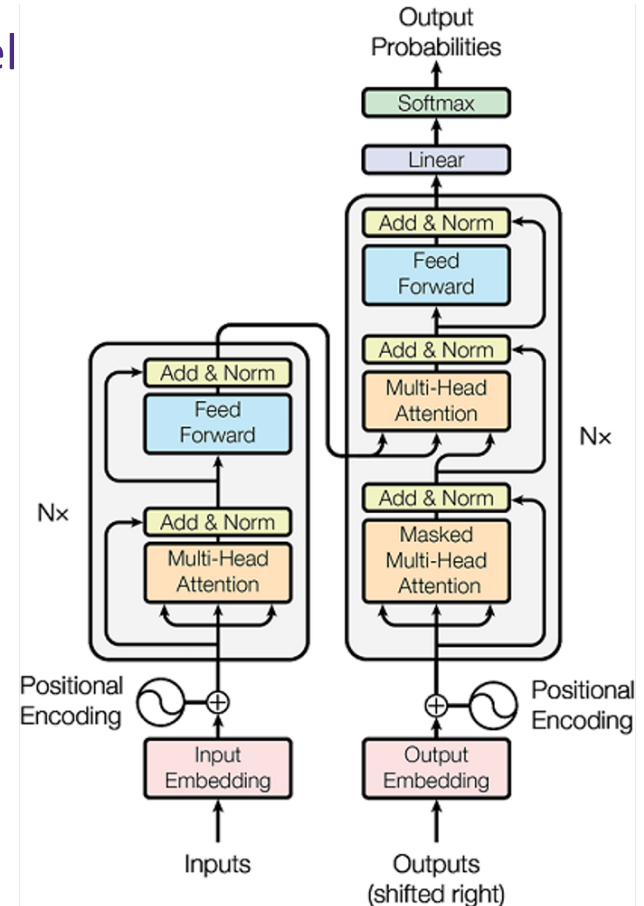 el
Output
Probabilities
Softmax
Linear
Add & Norm
Feed
Forward
Add & Norm
Multi-Head
Attention
Add & Norm
Masked
Multi-Head
Attention
Nx
Add & Norm
Feed
Forward
Add & Norm
Multi-Head
Attention
Nx
Positional
Encoding
Positional
Encoding
Input
Embedding
Output
Embedding
Inputs
Outputs
(shifted right)